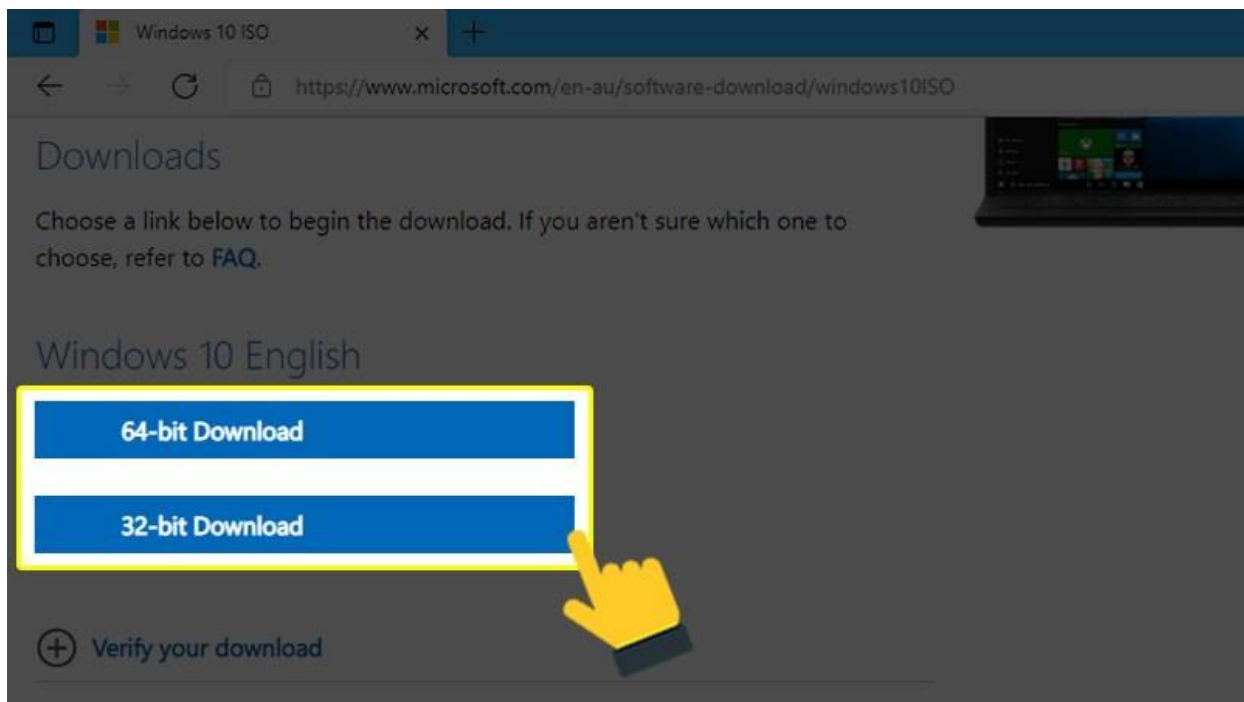 Windows 10 ISO
https://www.microsoft.com/en-au/software-download/windows10ISO
Downloads
Choose a link below to begin the download. If you aren't sure which one to
choose, refer to FAQ.
Windows 10 English
64-bit Download
32-bit Download
Verify your download